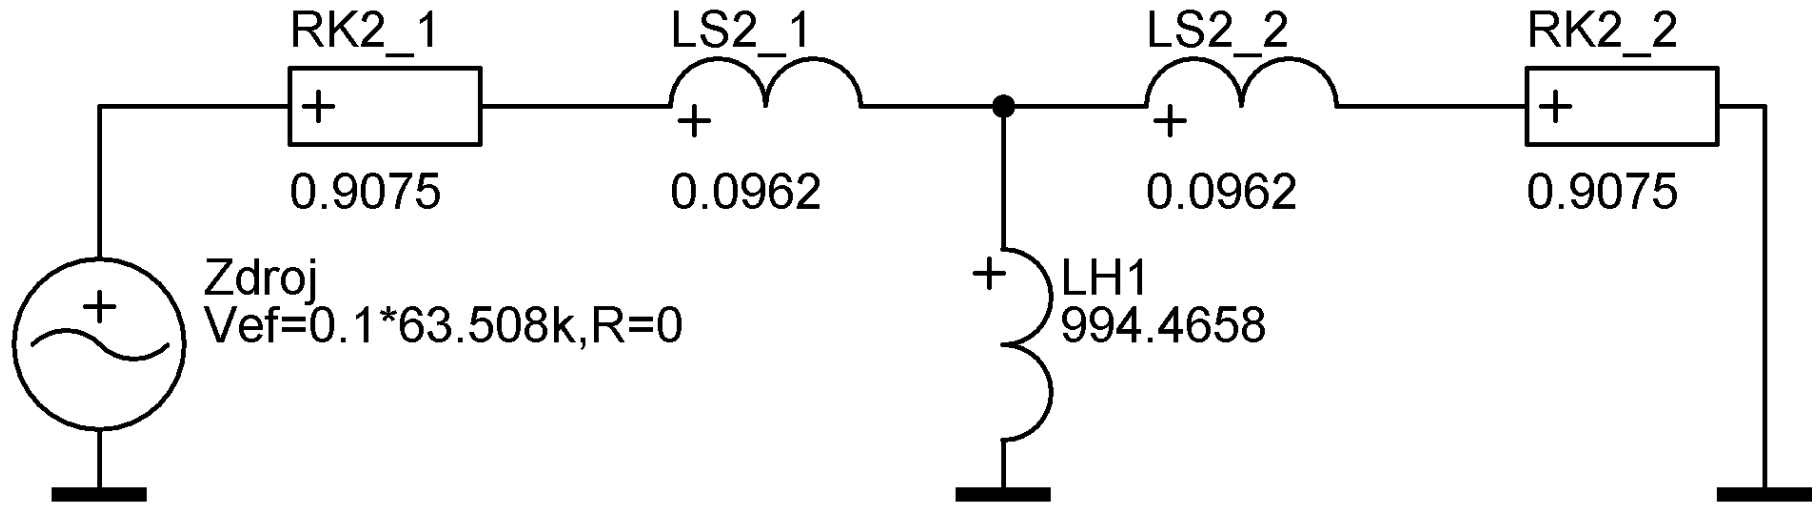 RK2_1
LS2_1
LS2_2
RK2_2
0.9075
0.0962
0.0962
0.9075
Zdroj
Vef=0.1*63.508k,R=0
LH1
994.4658